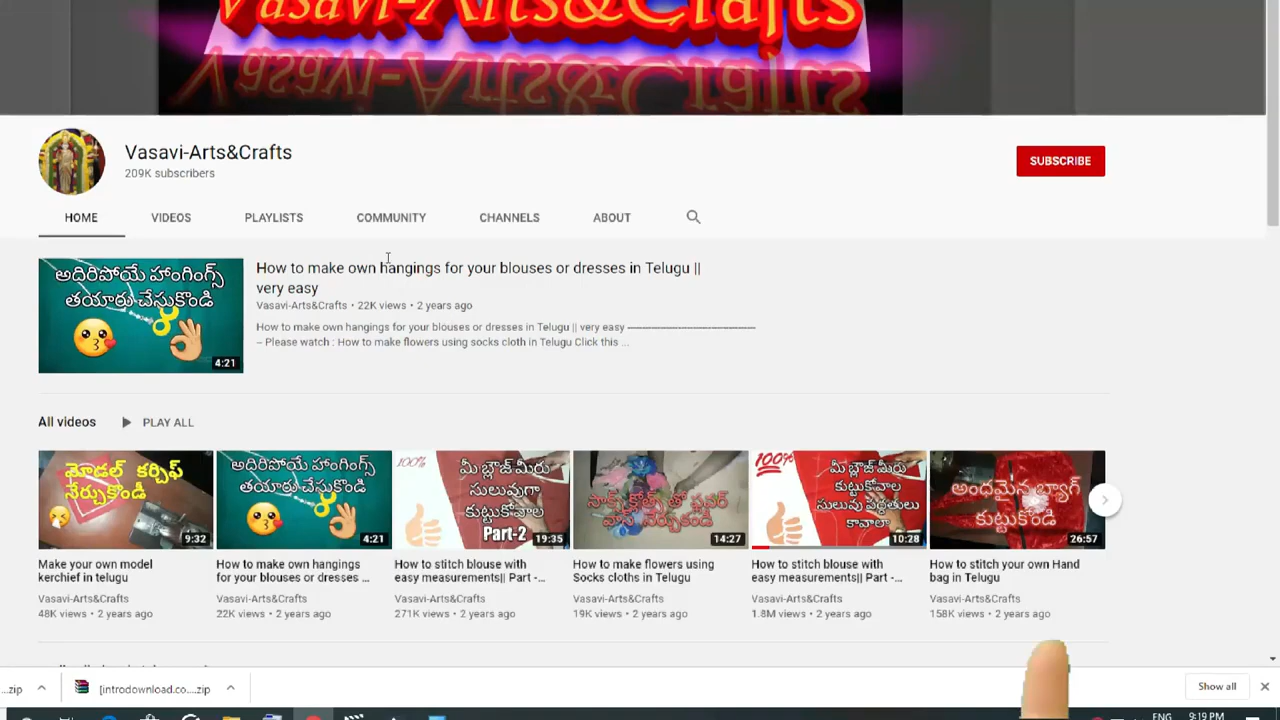 Vasavi-Arts&Crafts
Vasavi-Arts&Crafts
209K subscribers
SUBSCRIBE
HOME
VIDEOS
PLAYLISTS
COMMUNITY
CHANNELS
ABOUT
అదిరిపోయే హాంగింగ్స్
తయారు చేస్తుకొండి
4:21
How to make own hangings for your blouses or dresses in Telugu ||
very easy
Vasavi-Arts&Crafts • 22K views • 2 years ago
How to make own hangings for your blouses or dresses in Telugu || very easy ----------------------------------------
-- Please watch : How to make flowers using socks cloth in Telugu Click this ...
All videos
PLAY ALL
మోడల్ కర్చిఫ్
నేర్చుకొండీ
9:32
అదిరిపోయే హాంగింగ్స్
తయారు చేస్తుకొండి
4:21
100%
మీ బ్లౌజ్ మీరు
సులువుగా
కుట్టుకోవాల
Part-2
19:35
సాక్స్ క్లోత్స్ తో ఫ్లవర్
వాస్ నేర్చుకండి
14:27
100
మీ బ్లౌజ్ మీరు
కుట్టుకోవాల
సులువు పద్ధతులు
కావాలా
10:28
అందమైన బ్యాగ్
కుట్టుకోండి
26:57
Make your own model
kerchief in telugu
Vasavi-Arts&Crafts
48K views • 2 years ago
How to make own hangings
for your blouses or dresses ...
Vasavi-Arts&Crafts
22K views • 2 years ago
How to stitch blouse with
easy measurements|| Part -...
Vasavi-Arts&Crafts
271K views • 2 years ago
How to make flowers using
Socks cloths in Telugu
Vasavi-Arts&Crafts
19K views • 2 years ago
How to stitch blouse with
easy measurements|| Part -...
Vasavi-Arts&Crafts
1.8M views • 2 years ago
How to stitch your own Hand
bag in Telugu
Vasavi-Arts&Crafts
158K views • 2 years ago
...zip
[introdownload.co....zip
Show all
ENG
9:19 PM